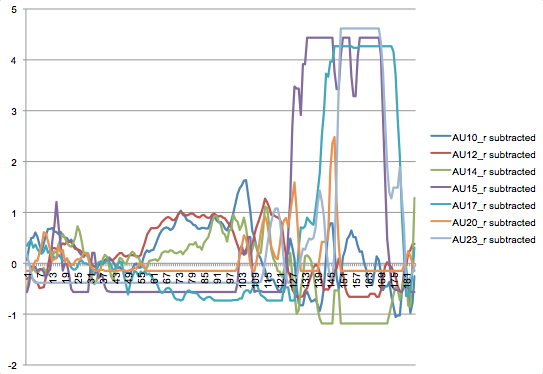 5
4
3
2
1
0
-1
-2
1 7 13 19 25 31 37 43 49 55 61 67 73 79 85 91 97 103 109 115 121 127 133 139 145 151 157 163 169 175 181
AU10_r subtracted
AU12_r subtracted
AU14_r subtracted
AU15_r subtracted
AU17_r subtracted
AU20_r subtracted
AU23_r subtracted